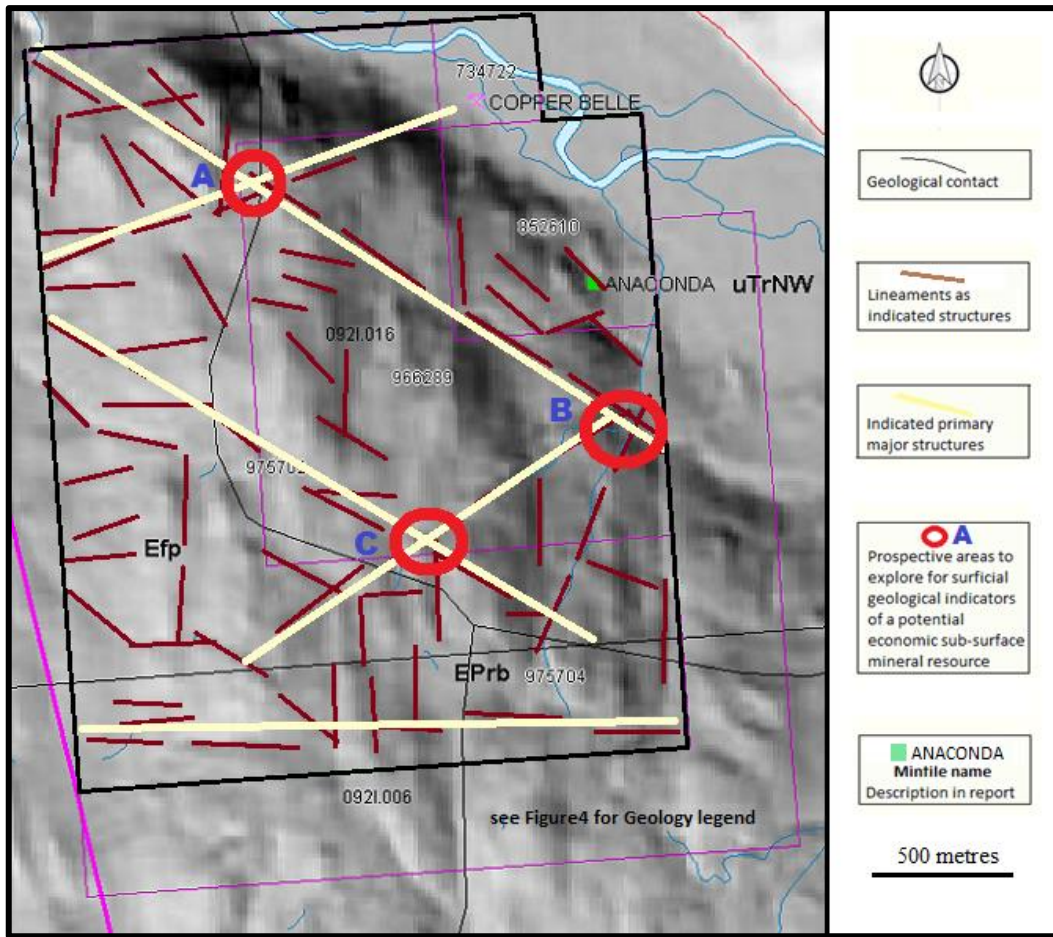 734722
COPPER BELLE
A
852610
ANACONDA uTrNW
092I.016
966289
B
975702
C
Efp
EPrb
975704
092I.006
see Figure4 for Geology legend
Geological contact
Lineaments as
indicated structures
Indicated primary
major structures
A
Prospective areas to
explore for surficial
geological indicators
of a potential
economic sub-surface
mineral resource
ANACONDA
Minfile name
Description in report
500 metres